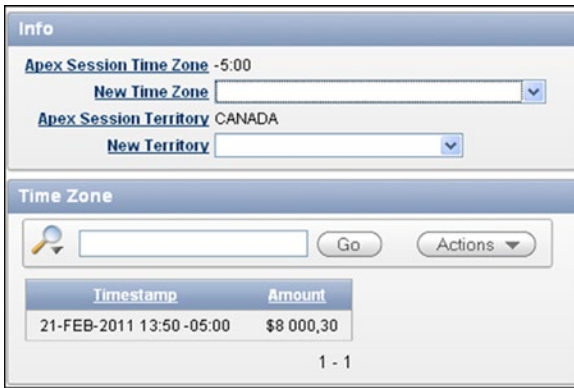 Info
Apex Session Time Zone -5:00
New Time Zone
Apex Session Territory CANADA
New Territory
Time Zone
Go Actions
Timestamp Amount
21-FEB-2011 13:50 -05:00 $8 000,30
1 - 1